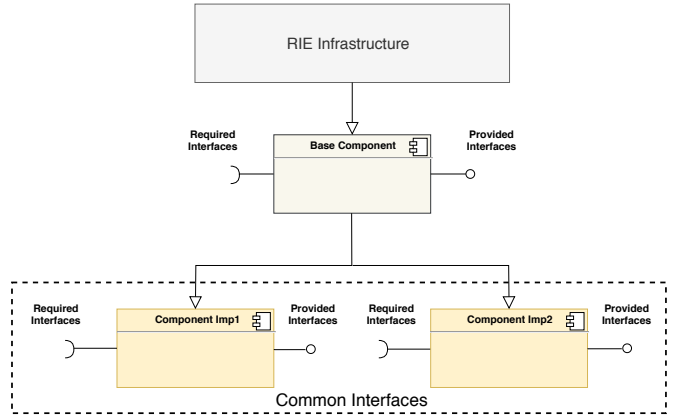 RIE Infrastructure
Required
Interfaces
Base Component
Provided
Interfaces
Required
Interfaces
Component Imp1
Provided
Interfaces
Required
Interfaces
Component Imp2
Provided
Interfaces
Common Interfaces